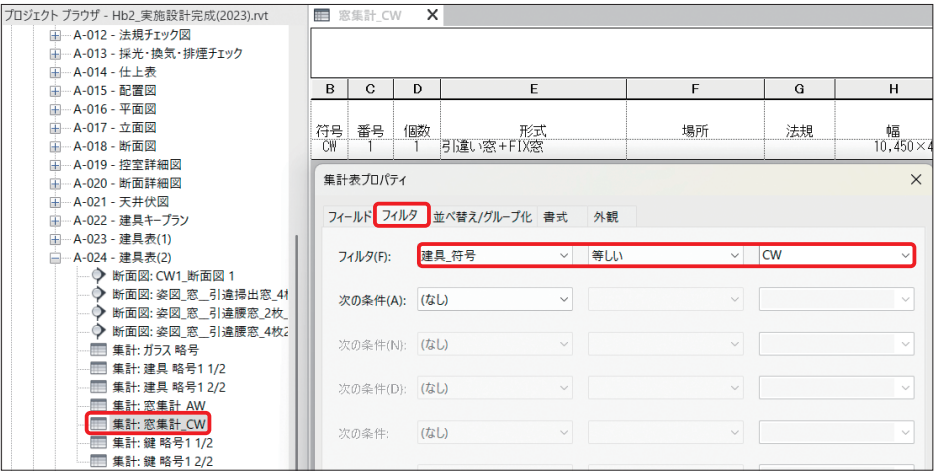 プロジェクト ブラウザ - Hb2_実施設計完成(2023).rvt
A-012 - 法規チェック図
A-013 - 採光・換気・排煙チェック
A-014 - 仕上表
A-015 - 配置図
A-016 - 平面図
A-017 - 立面図
A-018 - 断面図
A-019 - 控室詳細図
A-020 - 断面詳細図
A-021 - 天井伏図
A-022 - 建具キープラン
A-023 - 建具表(1)
A-024 - 建具表(2)
断面図: CW1_断面図 1
断面図: 姿図_窓__引違掃出窓_4
断面図: 姿図_窓__引違腰窓_2枚_
断面図: 姿図_窓__引違腰窓_4枚2
集計: ガラス 略号
集計: 建具 略号1 1/2
集計: 建具 略号1 2/2
集計: 窓集計_AW
集計: 窓集計_CW
集計: 鍵 略号1 1/2
集計: 鍵 略号1 2/2
窓集計_CW X
B C D E F G H
符号 番号 個数 形式 場所 法規 幅
CW 1 1 引違い窓+FIX窓 10,450×4
集計表プロパティ
フィールド フィルタ 並べ替え/グループ化 書式 外観
フィルタ(F): 建具_符号 等しい CW
次の条件(A): (なし)
次の条件(N): (なし)
次の条件(D): (なし)
次の条件: (なし)